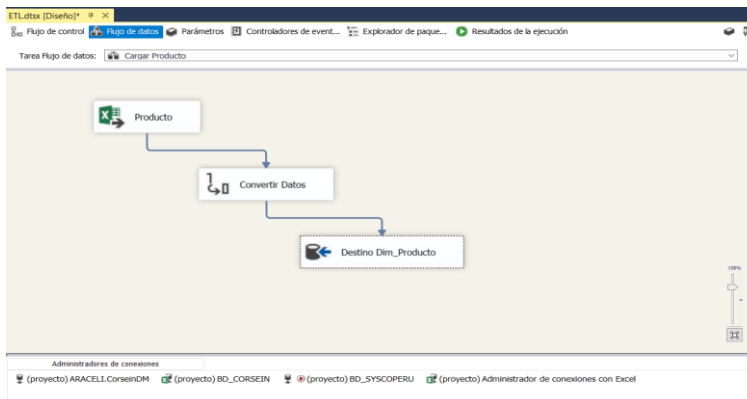 ETL.dtsx [Diseño]*
Flujo de control Flujo de datos Parámetros Controladores de event... Explorador de paque... Resultados de la ejecución
Tarea Flujo de datos: Cargar Producto
Producto
Convertir Datos
Destino Dim_Producto
100%
Administradores de conexiones
(proyecto) ARACELI.CorseinDM (proyecto) BD_CORSEIN (proyecto) BD_SYSCOPERU (proyecto) Administrador de conexiones con Excel